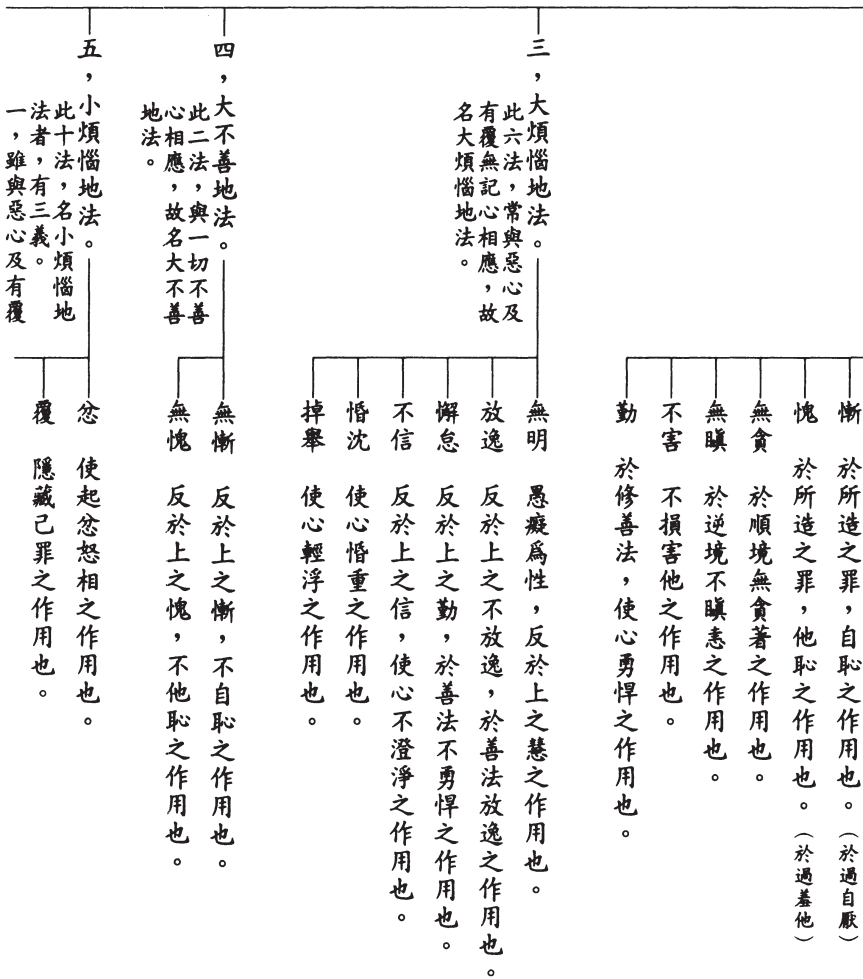 慚　於所造之罪，自恥之作用也。（於過自厭）
愧　於所造之罪，他恥之作用也。（於過羞他）
無貪　於順境無貪著之作用也。
無瞋　於逆境不瞋恚之作用也。
不害　不損害他之作用也。
勤　於修善法，使心勇悍之作用也。
三，大煩惱地法。
此六法，常與惡心及
有覆無記心相應，故
名大煩惱地法。
無明　愚癡爲性，反於上之慧之作用也。
放逸　反於上之不放逸，於善法放逸之作用也。
懈怠　反於上之勤，於善法不勇悍之作用也。
不信　反於上之信，使心不澄淨之作用也。
惛沈　使心惛重之作用也。
掉舉　使心輕浮之作用也。
四，大不善地法。
此二法，與一切不善
心相應，故名大不善
地法。
無慚　反於上之慚，不自恥之作用也。
無愧　反於上之愧，不他恥之作用也。
五，小煩惱地法。
此十法，名小煩惱地
法者，有三義。
一，雖與惡心及有覆
忿　使起忿怒相之作用也。
覆　隱藏己罪之作用也。